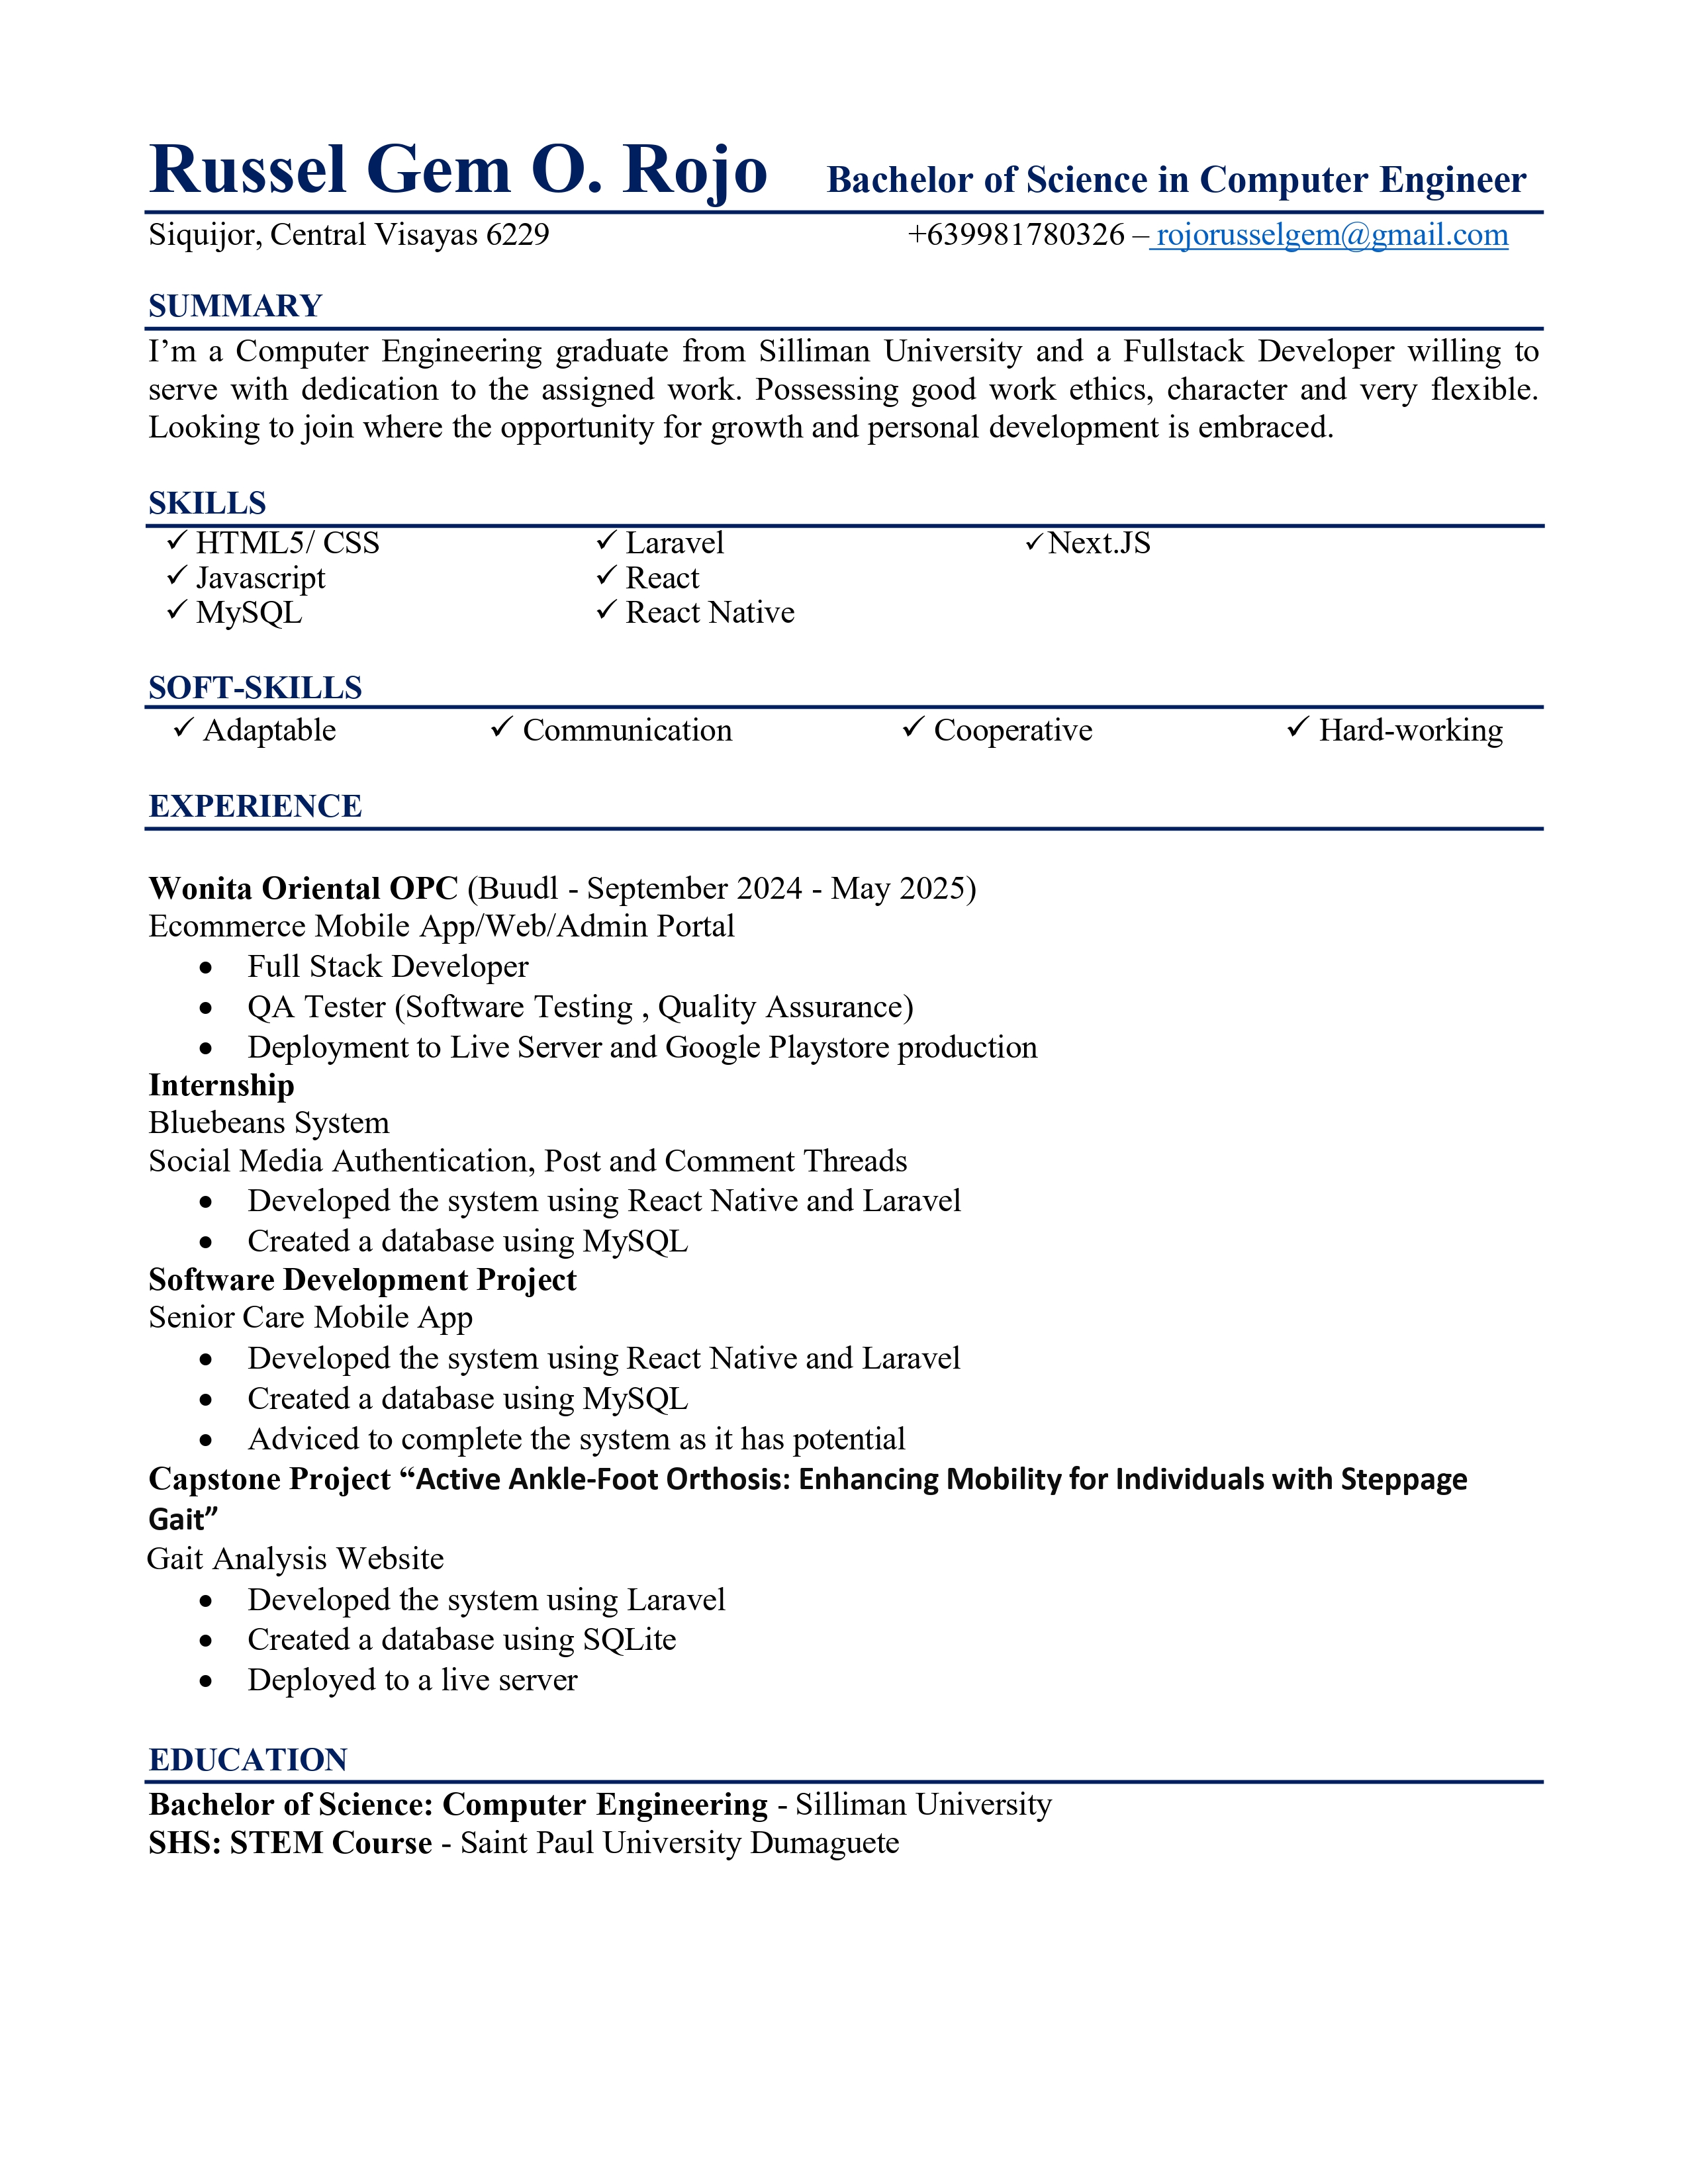 Russel Gem O. Rojo Bachelor of Science in Computer Engineer
Siquijor, Central Visayas 6229 +639981780326 – rojorusselgem@gmail.com
SUMMARY
I’m a Computer Engineering graduate from Silliman University and a Fullstack Developer willing to
serve with dedication to the assigned work. Possessing good work ethics, character and very flexible.
Looking to join where the opportunity for growth and personal development is embraced.
SKILLS
✓ HTML5/ CSS ✓ Laravel ✓Next.JS
✓ Javascript ✓ React
✓ MySQL ✓ React Native
SOFT-SKILLS
✓ Adaptable ✓ Communication ✓ Cooperative ✓ Hard-working
EXPERIENCE
Wonita Oriental OPC (Buudl - September 2024 - May 2025)
Ecommerce Mobile App/Web/Admin Portal
• Full Stack Developer
• QA Tester (Software Testing , Quality Assurance)
• Deployment to Live Server and Google Playstore production
Internship
Bluebeans System
Social Media Authentication, Post and Comment Threads
• Developed the system using React Native and Laravel
• Created a database using MySQL
Software Development Project
Senior Care Mobile App
• Developed the system using React Native and Laravel
• Created a database using MySQL
• Adviced to complete the system as it has potential
Capstone Project “Active Ankle-Foot Orthosis: Enhancing Mobility for Individuals with Steppage
Gait”
Gait Analysis Website
• Developed the system using Laravel
• Created a database using SQLite
• Deployed to a live server
EDUCATION
Bachelor of Science: Computer Engineering - Silliman University
SHS: STEM Course - Saint Paul University Dumaguete